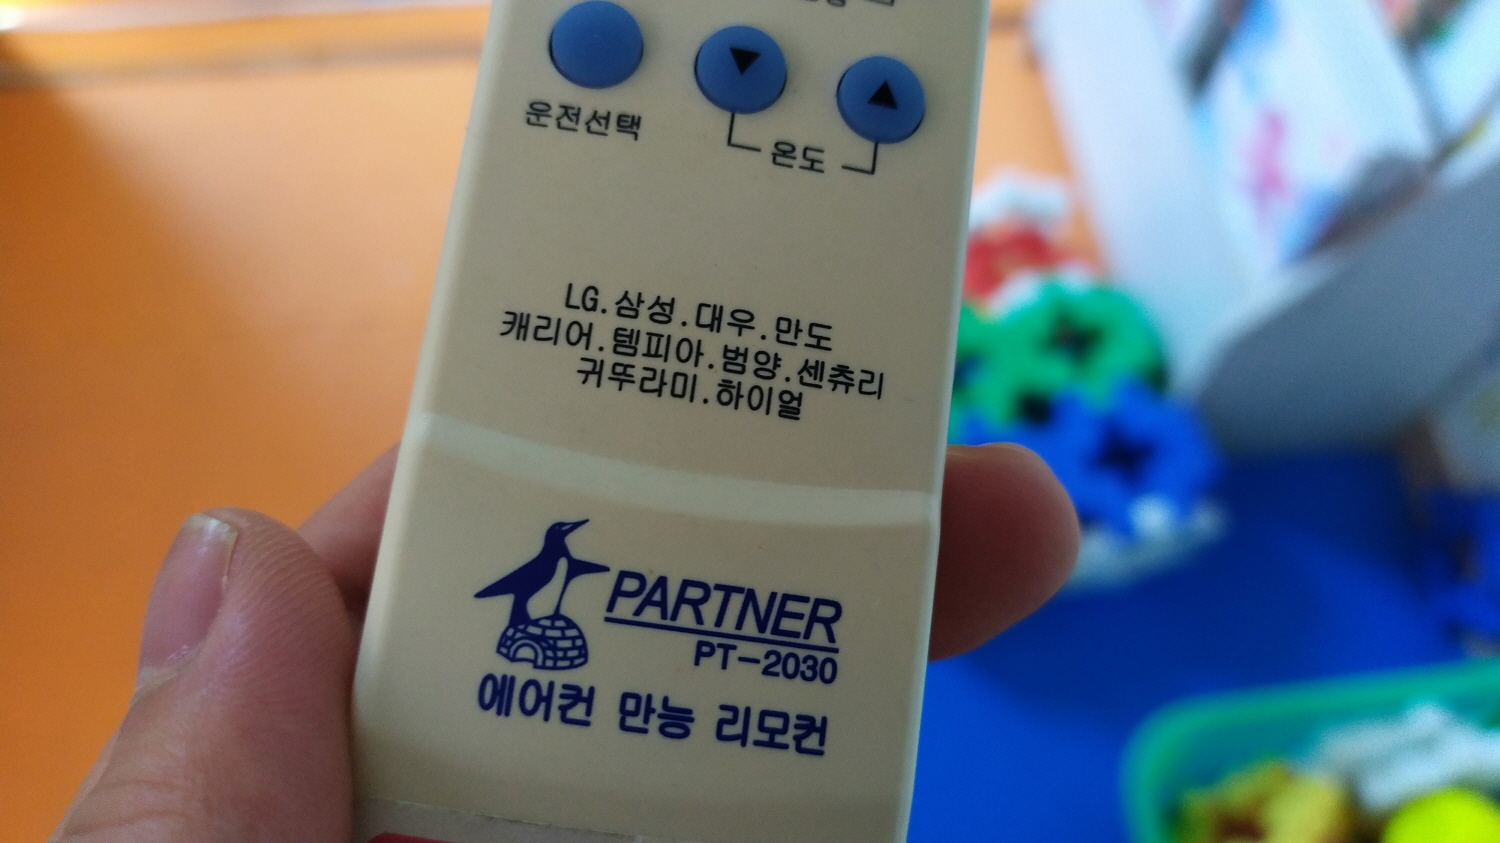 운전선택
온도
LG.삼성.대우.만도
캐리어.템피아.범양.센츄리
귀뚜라미.하이얼
PARTNER
PT-2030
에어컨 만능 리모컨